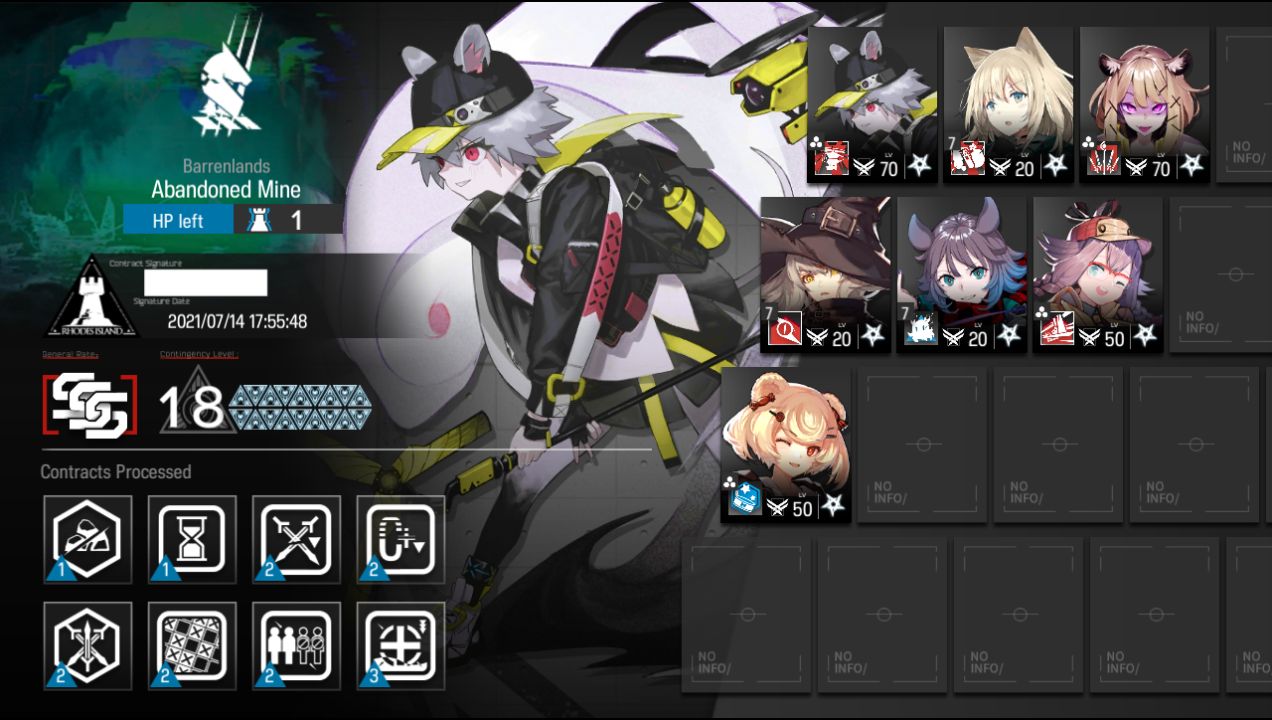 Barrenlands
Abandoned Mine
HP left 1
Contract Signature
Signature Date
2021/07/14 17:55:48
RHODES ISLAND
General Rate:
Contingency Level:
18
Contracts Processed
1 1 2 2
2 2 2 3
LV 70
7 LV 20
LV 70
NO INFO/
7 LV 20
7 LV 20
LV 50
NO INFO/
LV 50
NO INFO/
NO INFO/
NO INFO/
NO INFO/
NO INFO/
NO INFO/
NO INFO/
NO INFO